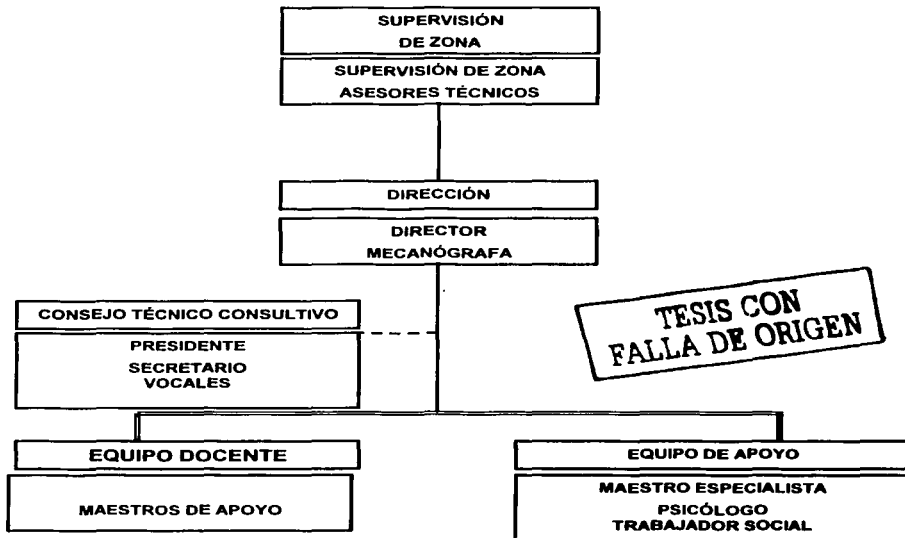 SUPERVISIÓN
DE ZONA
SUPERVISIÓN DE ZONA
ASESORES TÉCNICOS
DIRECCIÓN
DIRECTOR
MECANÓGRAFA
CONSEJO TÉCNICO CONSULTIVO
PRESIDENTE
SECRETARIO
VOCALES
TESIS CON
FALLA DE ORIGEN
EQUIPO DOCENTE
MAESTROS DE APOYO
EQUIPO DE APOYO
MAESTRO ESPECIALISTA
PSICÓLOGO
TRABAJADOR SOCIAL